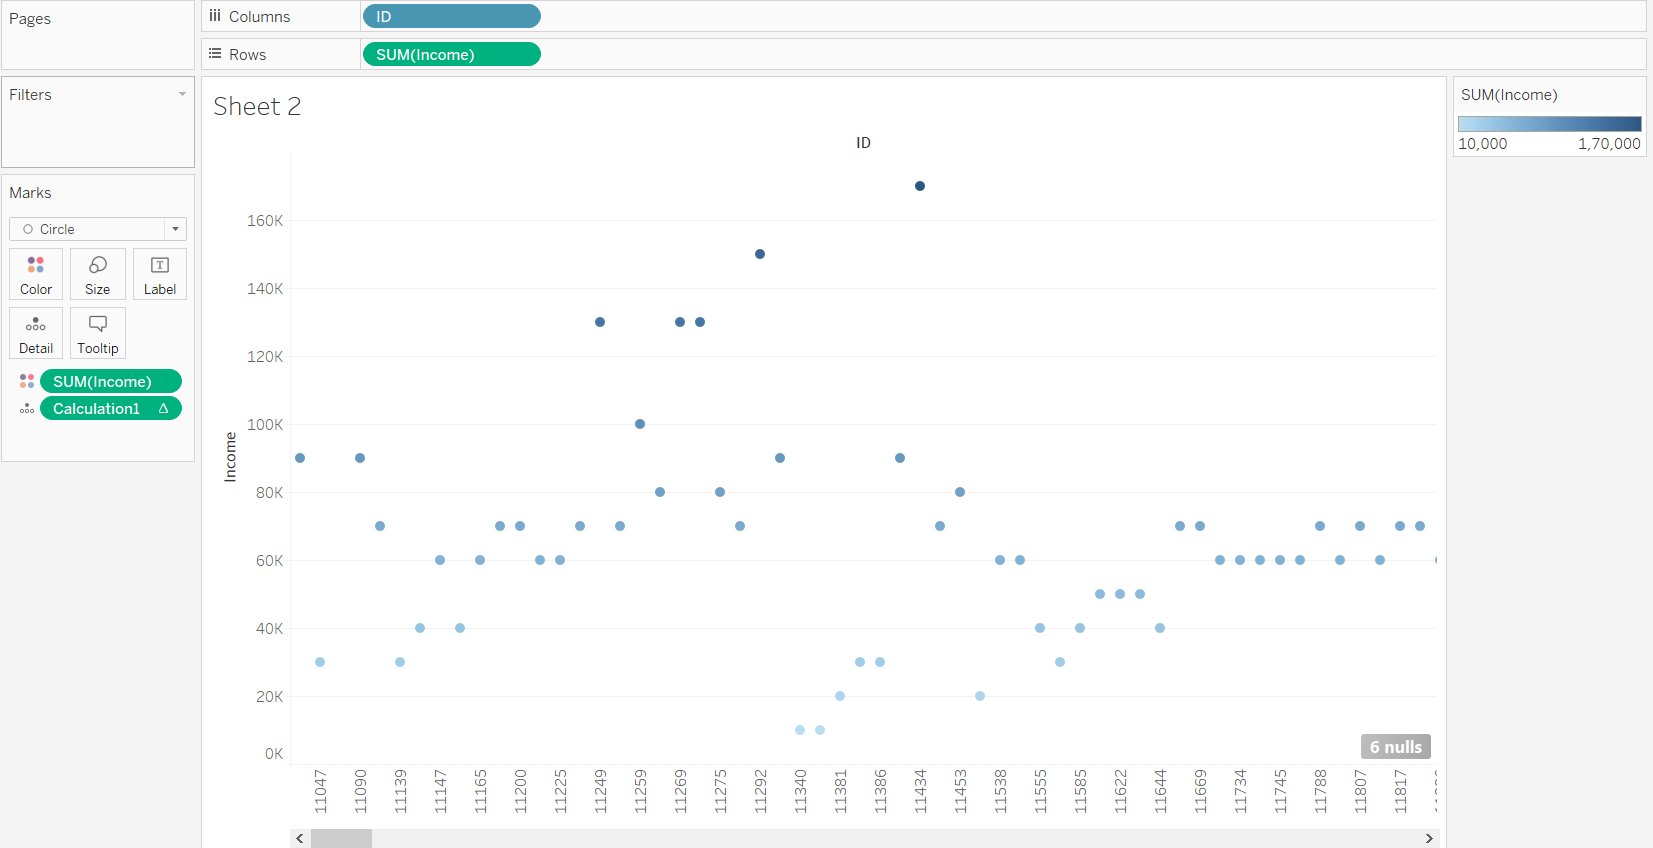 Pages
Columns
ID
Rows
SUM(Income)
Filters
Marks
Circle
Color
Size
Label
Detail
Tooltip
SUM(Income)
Calculation1
Sheet 2
ID
Income
160K
140K
120K
100K
80K
60K
40K
20K
0K
6 nulls
11047
11090
11139
11147
11165
11200
11225
11249
11259
11269
11275
11292
11340
11381
11386
11434
11453
11538
11555
11585
11622
11644
11669
11734
11745
11788
11807
11817
SUM(Income)
10,000
1,70,000